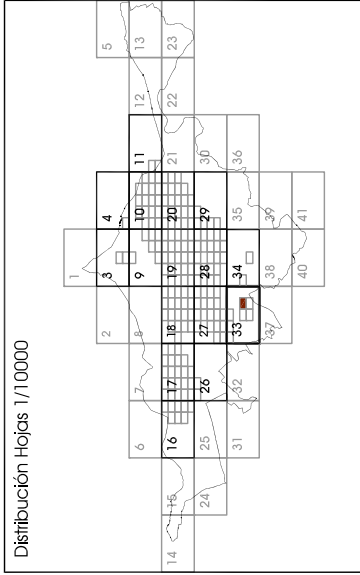 Distribución Hojas 1/10000
1
2 3 4 5
6 7 8 9 10 11 12 13
14 15 16 17 18 19 20 21 22 23
24 25 26 27 28 29 30
31 32 33 34 35 36
37 38 39
40 41